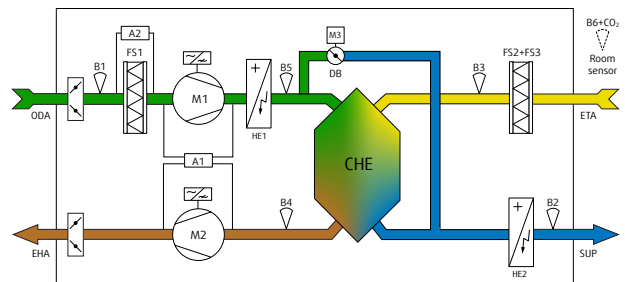 A2
M3
B6+CO₂
B1
FS1
B5
DB
B3
FS2+FS3
Room
sensor
M1
HE1
ODA
ETA
A1
CHE
B4
B2
M2
EHA
HE2
SUP